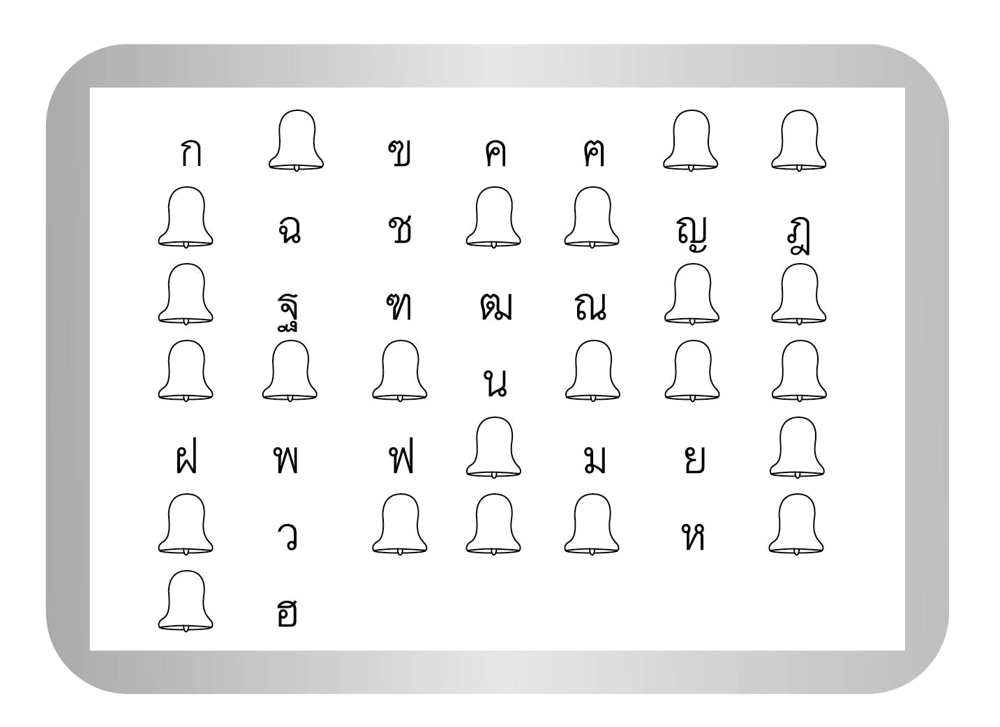 ก ฃ ค ฅ
ฉ ช ญ ฎ
ฐ ฑ ฒ ณ
น
ฝ พ ฟ ม ย
ว ห
ฮ